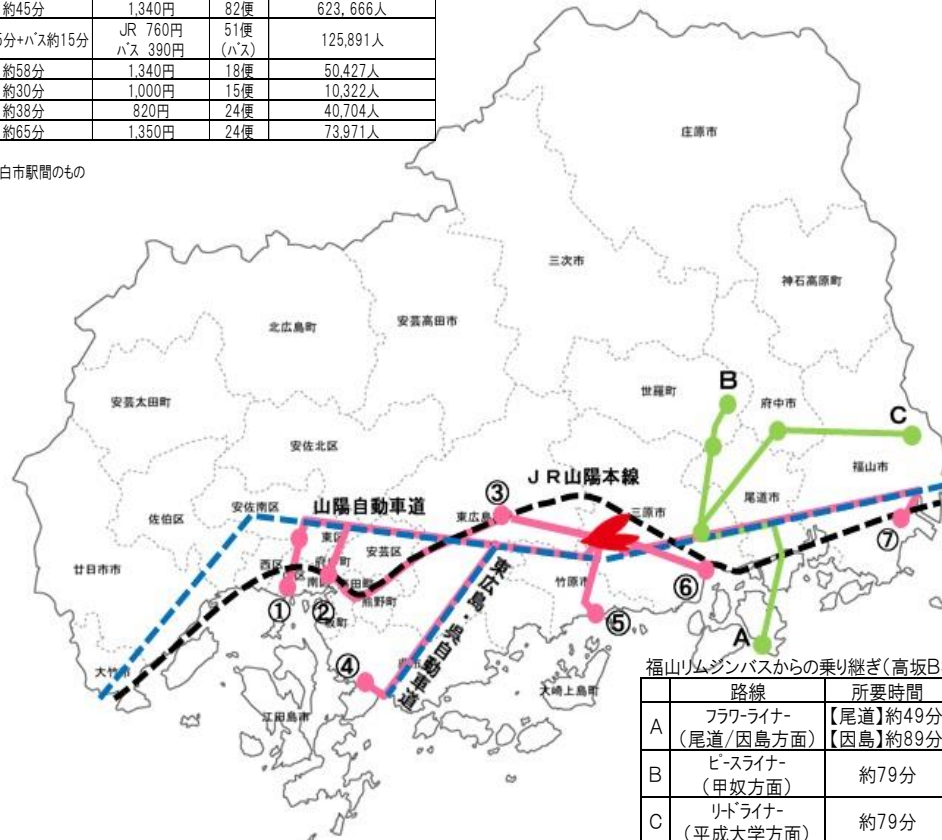 約45分 1,340円 82便 623,666人
5分+バス約15分 JR 760円 バス 390円 51便 (バス) 125,891人
約58分 1,340円 18便 50,427人
約30分 1,000円 15便 10,322人
約38分 820円 24便 40,704人
約65分 1,350円 24便 73,971人
白市駅間のもの
庄原市
三次市
神石高原町
北広島町
安芸高田市
世羅町
B
府中市
安芸太田町
C
安佐北区
福山市
JR山陽本線
③
尾道市
安佐南区
山陽自動車道
東広島
三原市
佐伯区
東区
⑦
安芸区
西区
府中町
廿日市市
竹原市
⑥
①
②
熊野町
東広島・呉自動車道
⑤
④
A
大竹市
大崎上島町
江田島市
福山リムジンバスからの乗り継ぎ(高坂B
路線 所要時間
A フラワーライナー (尾道/因島方面) 【尾道】約49分 【因島】約89分
B ピースライナー (甲奴方面) 約79分
C リードライナー (平成大学方面) 約79分